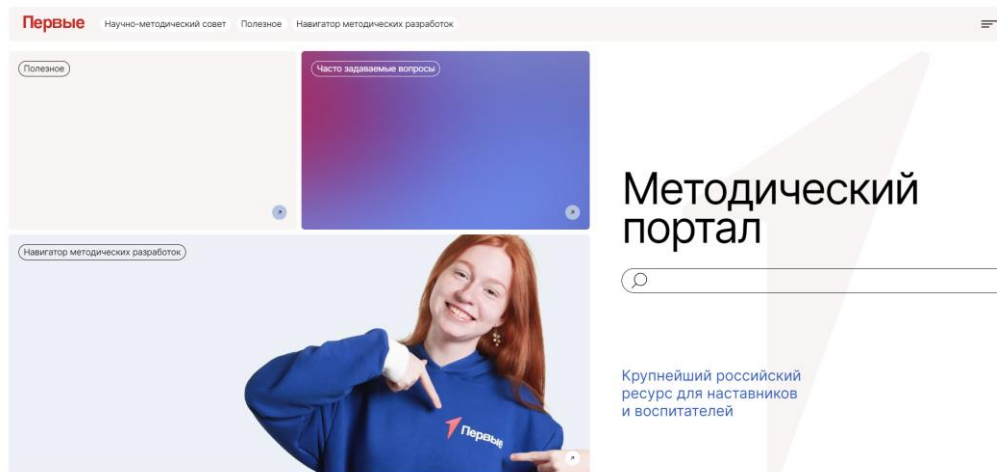 Первые Научно-методический совет Полезное Навигатор методических разработок
Полезное
Часто задаваемые вопросы
Навигатор методических разработок
Первые
Методический
портал
Крупнейший российский
ресурс для наставников
и воспитателей